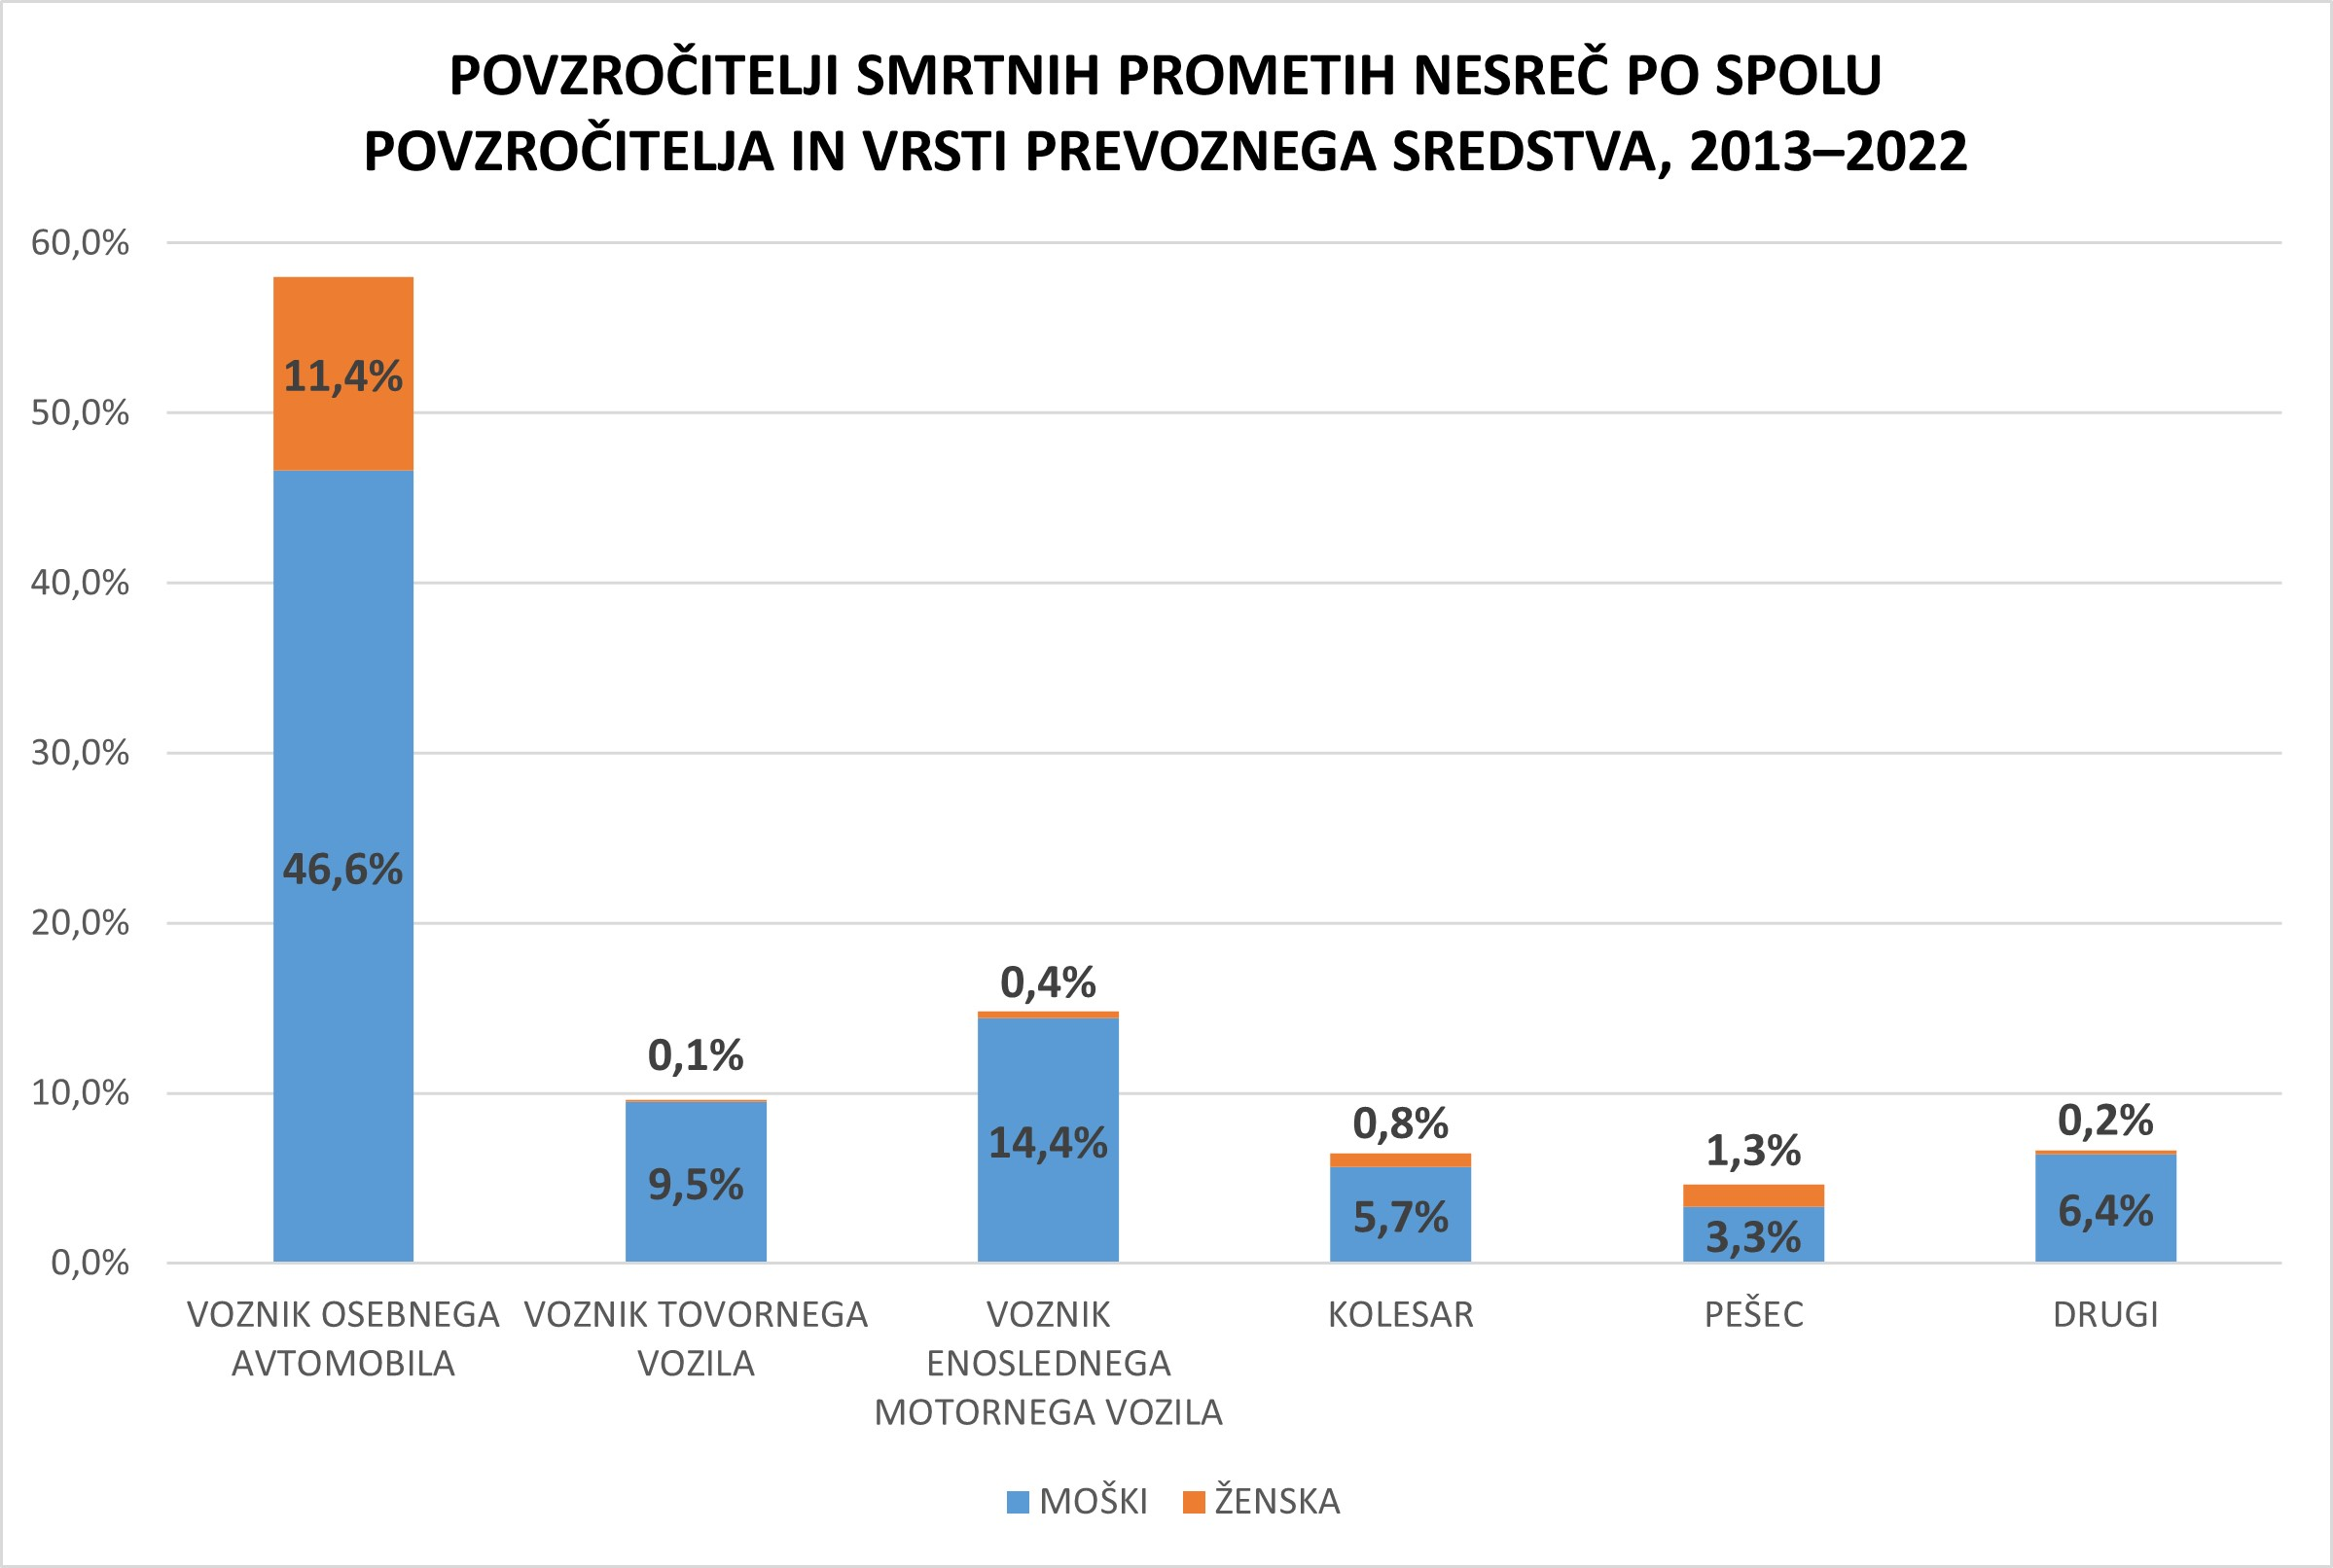 POVZROČITELJI SMRTNIH PROMETIH NESREČ PO SPOLU
POVZROČITELJA IN VRSTI PREVOZNEGA SREDSTVA, 2013–2022
60,0%
50,0%
40,0%
30,0%
20,0%
10,0%
0,0%
11,4%
46,6%
0,1%
9,5%
0,4%
14,4%
0,8%
5,7%
1,3%
3,3%
0,2%
6,4%
VOZNIK OSEBNEGA
AVTOMOBILA
VOZNIK TOVORNEGA
VOZILA
VOZNIK
ENOSLEDNEGA
MOTORNEGA VOZILA
KOLESAR
PEŠEC
DRUGI
MOŠKI
ŽENSKA